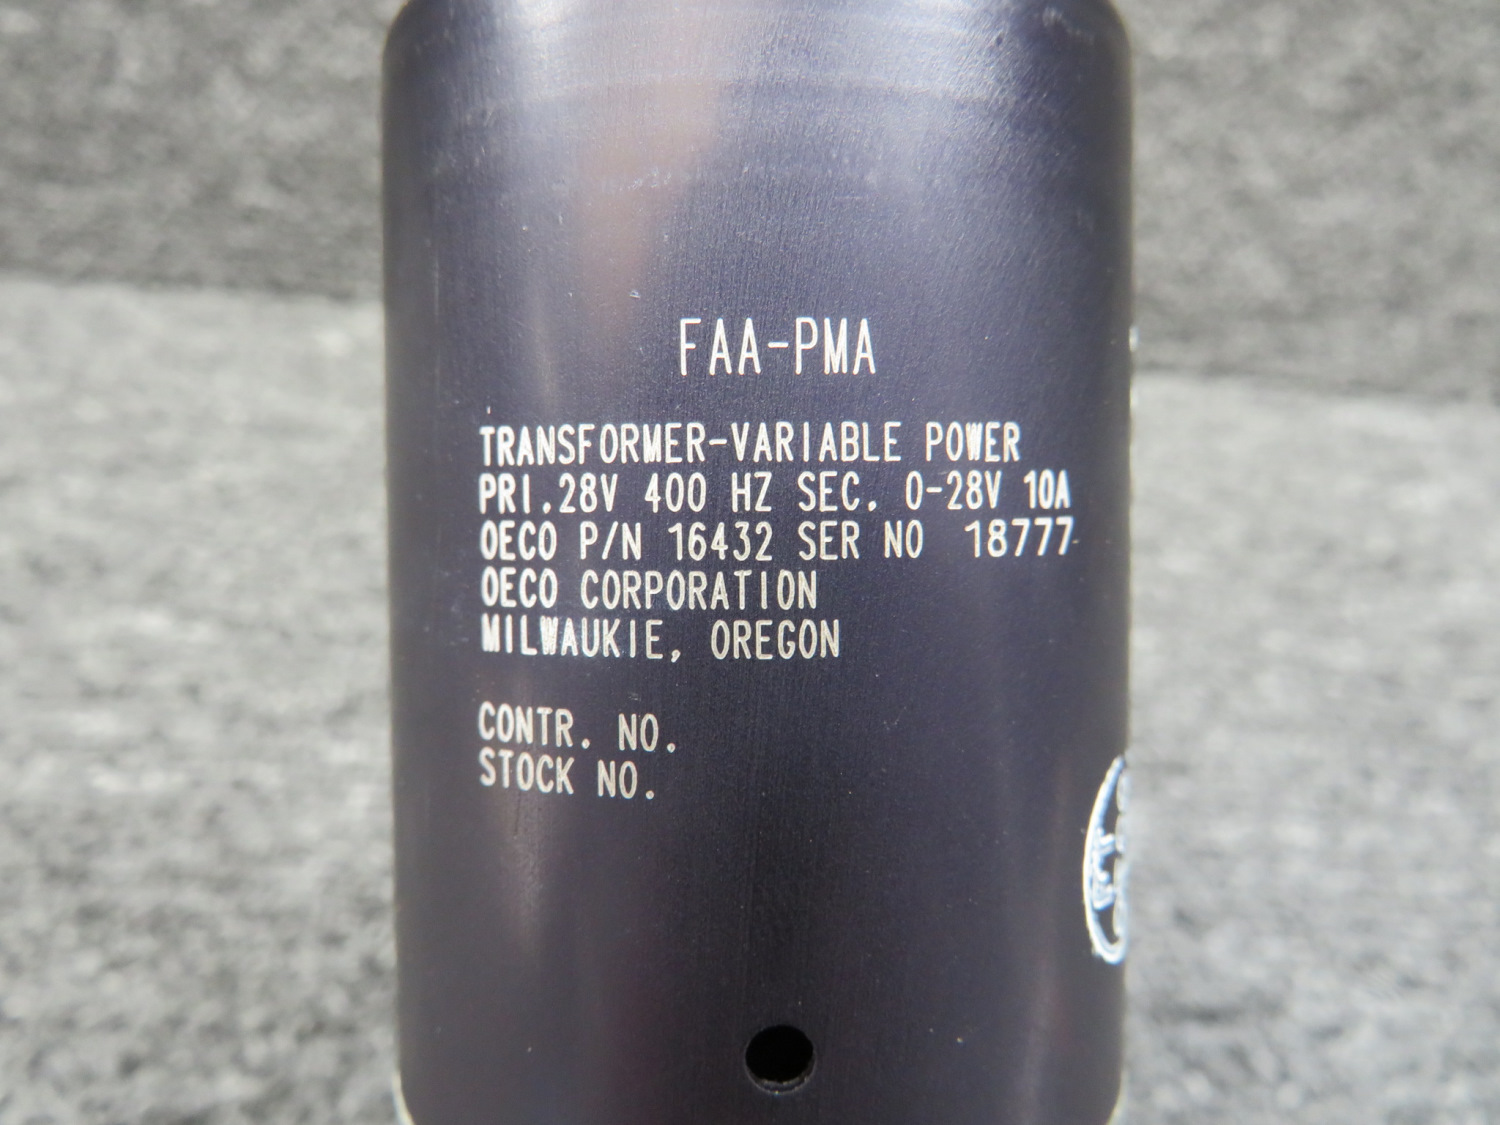 FAA-PMA
TRANSFORMER-VARIABLE POWER
PRI.28V 400 HZ SEC. 0-28V 10A
OECO P/N 16432 SER NO 18777
OECO CORPORATION
MILWAUKIE, OREGON
CONTR. NO.
STOCK NO.